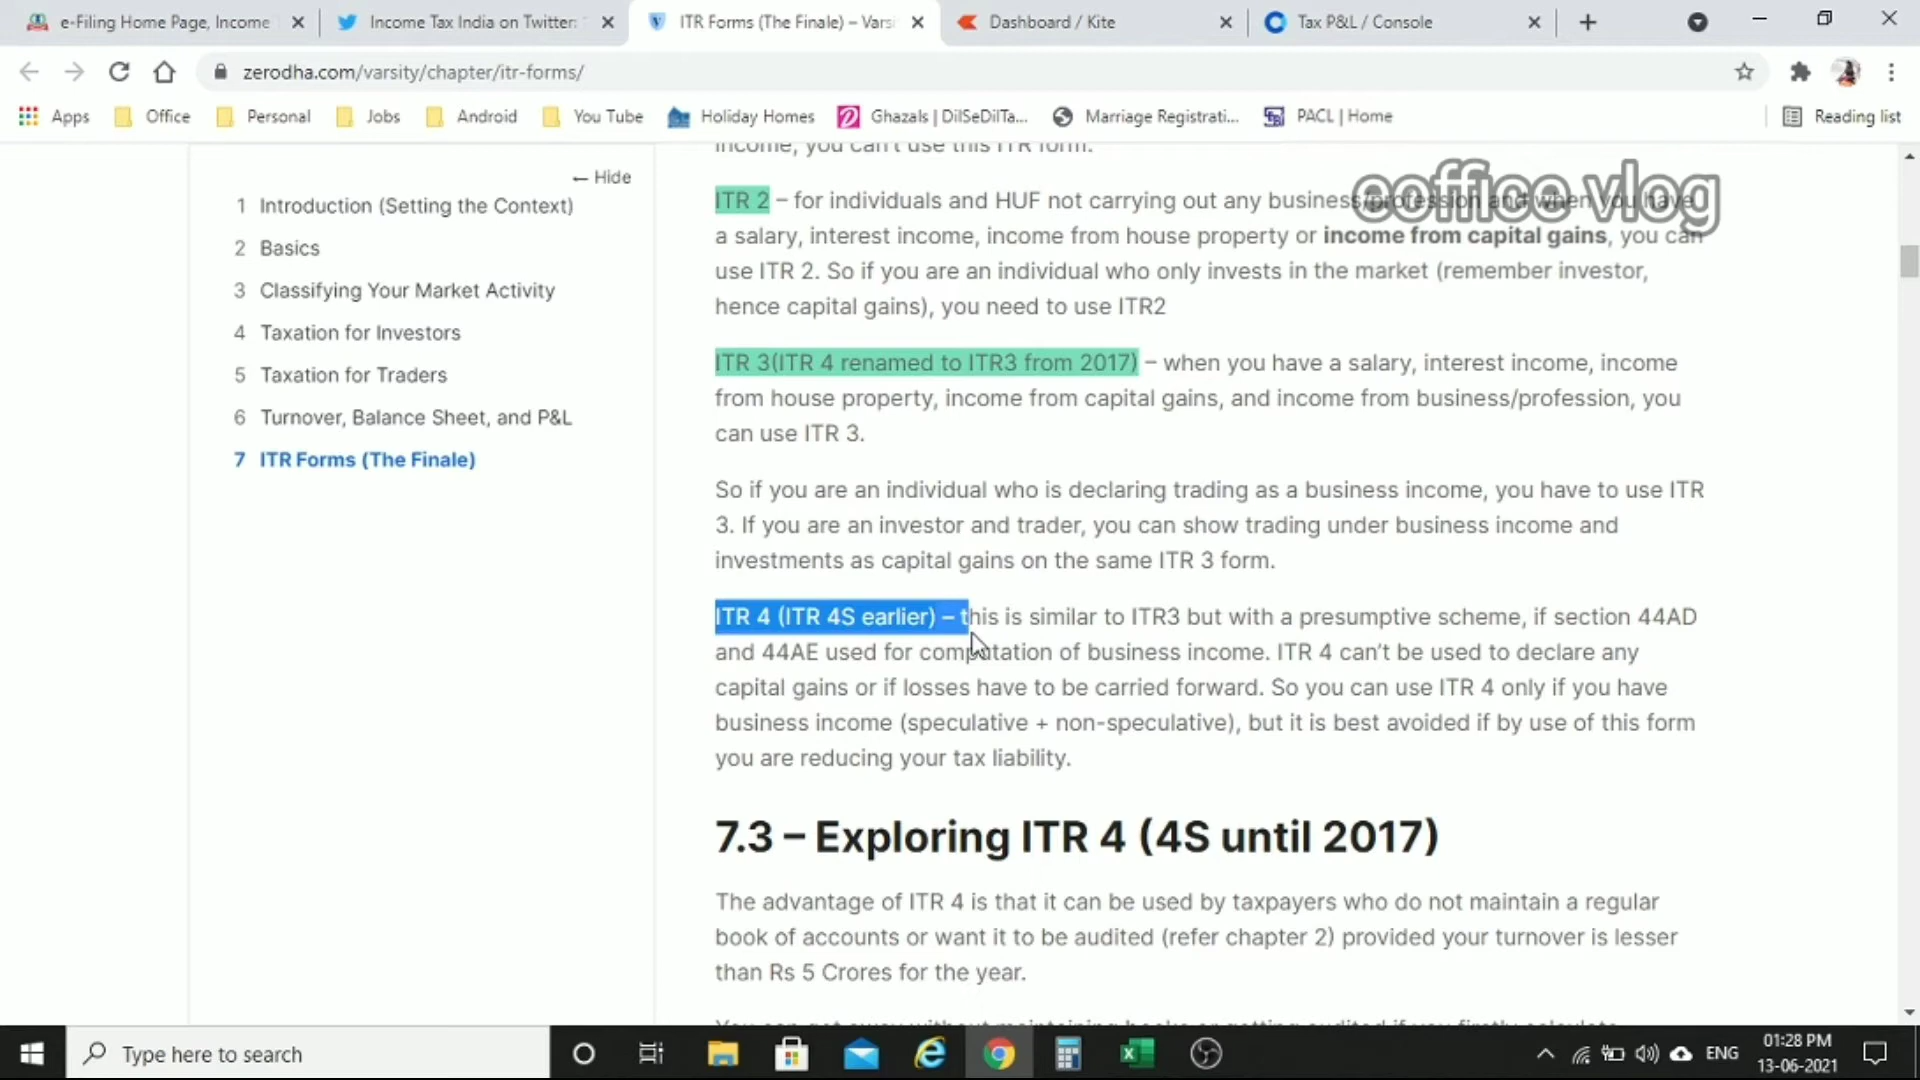 e-Filing Home Page, Income
Income Tax India on Twitter:
ITR Forms (The Finale) – Varsi
Dashboard / Kite
Tax P&L / Console
zerodha.com/varsity/chapter/itr-forms/
Apps
Office
Personal
Jobs
Android
You Tube
Holiday Homes
Ghazals | DilSeDilTa...
Marriage Registrati...
PACL | Home
Reading list
← Hide
1 Introduction (Setting the Context)
2 Basics
3 Classifying Your Market Activity
4 Taxation for Investors
5 Taxation for Traders
6 Turnover, Balance Sheet, and P&L
7 ITR Forms (The Finale)
income, you can't use this ITR form.
eoffice vlog
ITR 2 – for individuals and HUF not carrying out any business/profession and when you have
a salary, interest income, income from house property or income from capital gains, you can
use ITR 2. So if you are an individual who only invests in the market (remember investor,
hence capital gains), you need to use ITR2
ITR 3(ITR 4 renamed to ITR3 from 2017) – when you have a salary, interest income, income
from house property, income from capital gains, and income from business/profession, you
can use ITR 3.
So if you are an individual who is declaring trading as a business income, you have to use ITR
3. If you are an investor and trader, you can show trading under business income and
investments as capital gains on the same ITR 3 form.
ITR 4 (ITR 4S earlier) – this is similar to ITR3 but with a presumptive scheme, if section 44AD
and 44AE used for computation of business income. ITR 4 can't be used to declare any
capital gains or if losses have to be carried forward. So you can use ITR 4 only if you have
business income (speculative + non-speculative), but it is best avoided if by use of this form
you are reducing your tax liability.
7.3 – Exploring ITR 4 (4S until 2017)
The advantage of ITR 4 is that it can be used by taxpayers who do not maintain a regular
book of accounts or want it to be audited (refer chapter 2) provided your turnover is lesser
than Rs 5 Crores for the year.
Type here to search
ENG
01:28 PM
13-06-2021